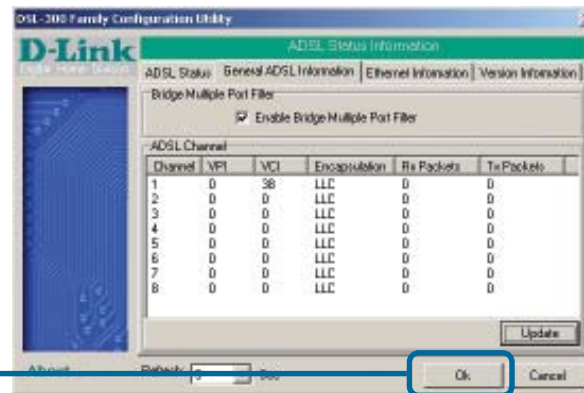 DSL-300 Family Configuration Utility
D-Link
ADSL Status Information
ADSL Status General ADSL Information Ethernet Information Version Information
Bridge Multiple Port Filter
Enable Bridge Multiple Port Filter
ADSL Channel
Channel VPI VCI Encapsulation Rx Packets Tx Packets
1 0 38 LLC 0 0
2 0 0 LLC 0 0
3 0 0 LLC 0 0
4 0 0 LLC 0 0
5 0 0 LLC 0 0
6 0 0 LLC 0 0
7 0 0 LLC 0 0
8 0 0 LLC 0 0
Update
About Refresh Sec Ok Cancel